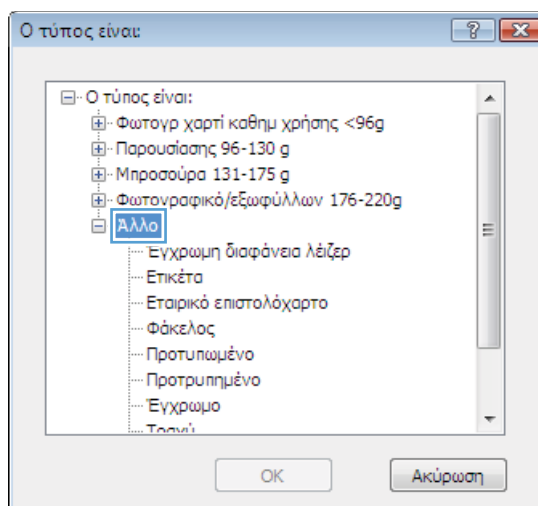 Ο τύπος είναι:
Ο τύπος είναι:
Φωτογρ χαρτί καθημ χρήσης <96g
Παρουσίασης 96-130 g
Μπροσούρα 131-175 g
Φωτογραφικό/εξωφύλλων 176-220g
Άλλο
Έγχρωμη διαφάνεια λέιζερ
Ετικέτα
Εταιρικό επιστολόχαρτο
Φάκελος
Προτυπωμένο
Προτρυπημένο
Έγχρωμο
Τραχύ
OK
Ακύρωση